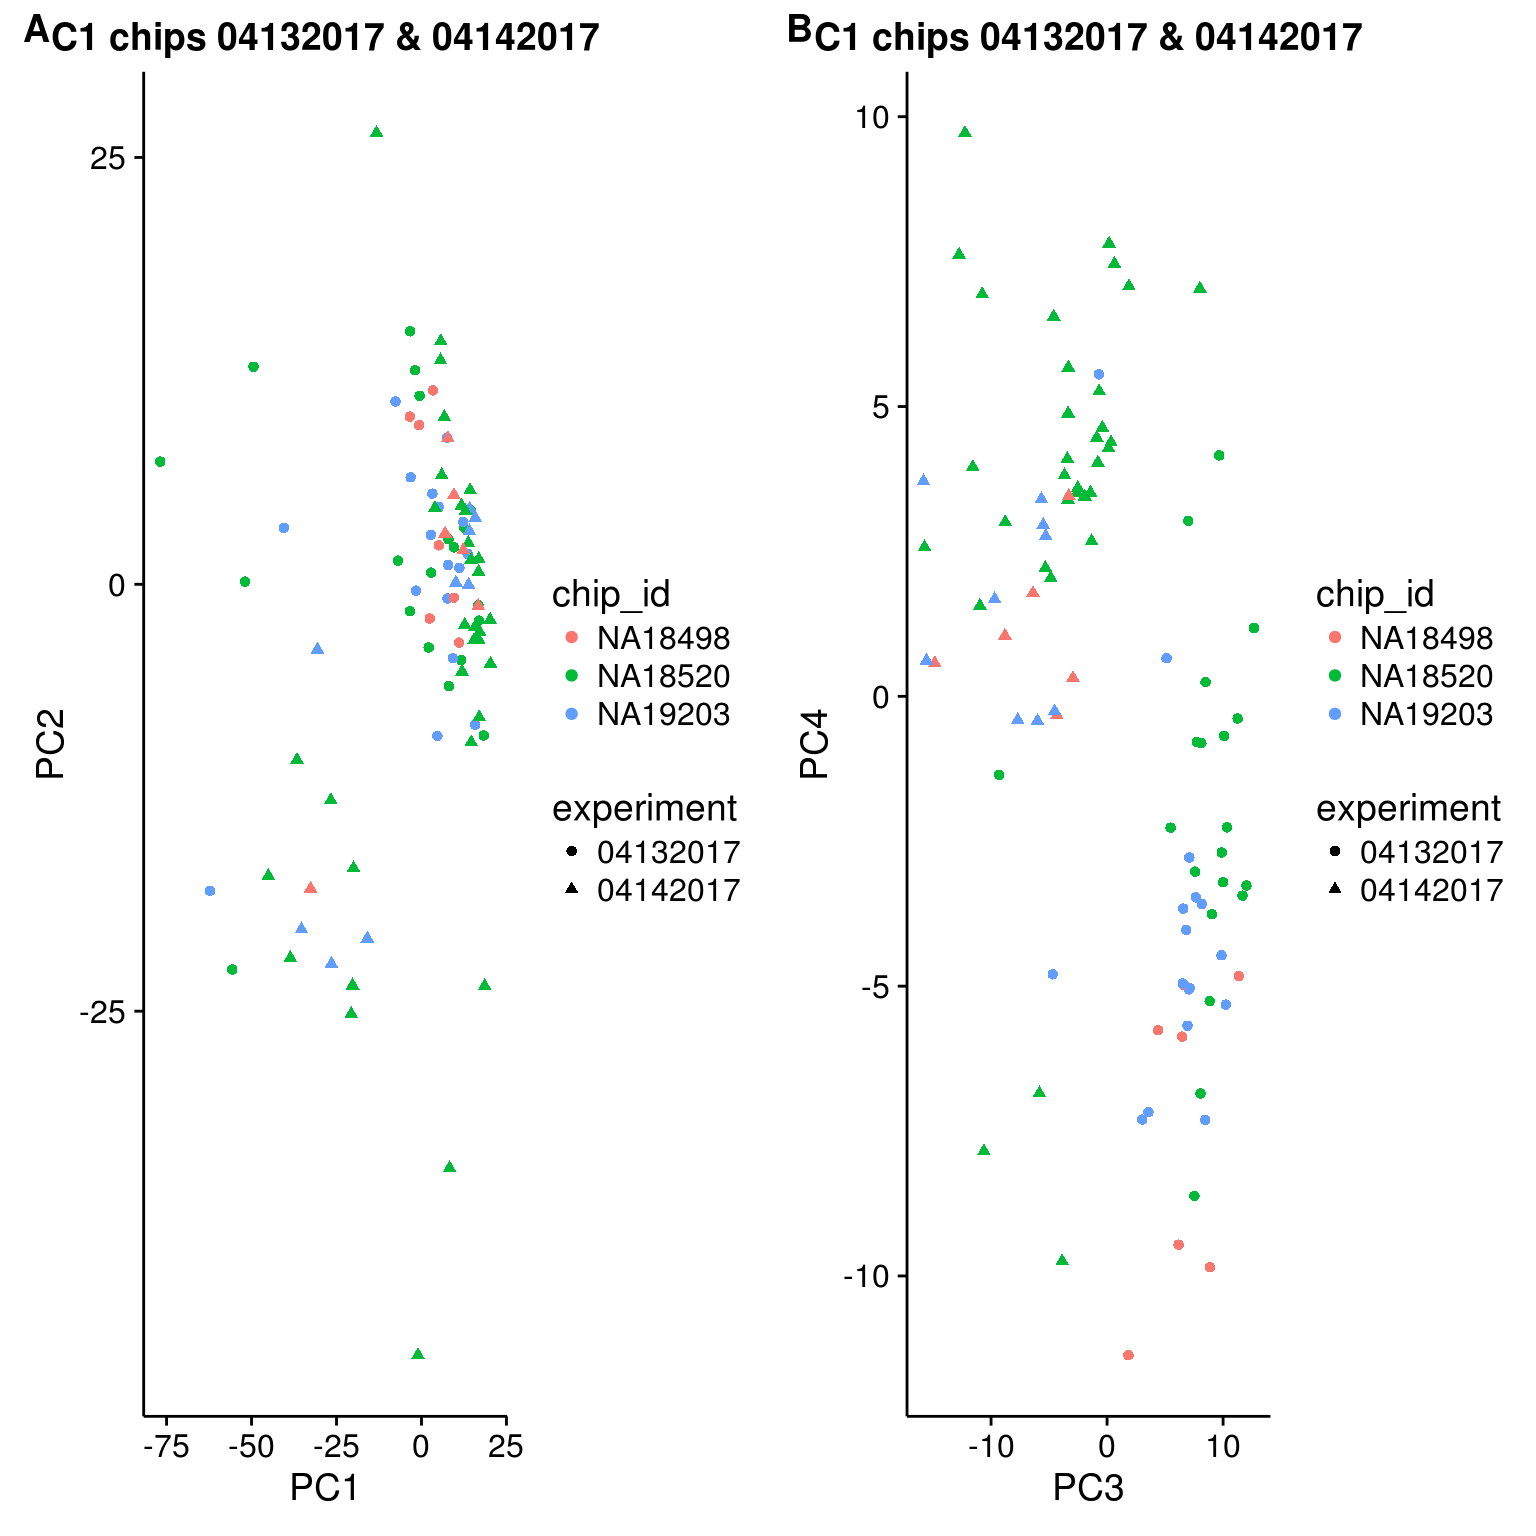 A
C1 chips 04132017 & 04142017
25
0
-25
PC2
-75 -50 -25 0 25
PC1
chip_id
NA18498
NA18520
NA19203
experiment
04132017
04142017
B
C1 chips 04132017 & 04142017
10
5
0
-5
-10
PC4
-10 0 10
PC3
chip_id
NA18498
NA18520
NA19203
experiment
04132017
04142017